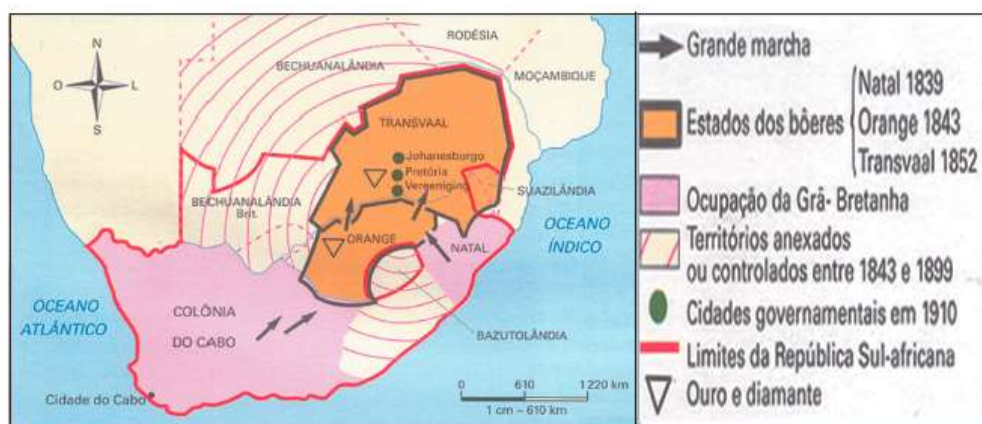 N
O
L
S
RODÉSIA
BECHUANALÂNDIA
MOÇAMBIQUE
TRANSVAAL
Johanesburgo
Pretória
Vereeniging
SUAZILÂNDIA
BECHUANALÂNDIA
Brit.
ORANGE
NATAL
OCEANO
ÍNDICO
OCEANO
ATLÂNTICO
COLÔNIA
DO CABO
BAZUTOLÂNDIA
Cidade do Cabo
0 610 1 220 km
1 cm – 610 km
Grande marcha
Estados dos bôeres
Natal 1839
Orange 1843
Transvaal 1852
Ocupação da Grã- Bretanha
Territórios anexados
ou controlados entre 1843 e 1899
Cidades governamentais em 1910
Limites da República Sul-africana
Ouro e diamante